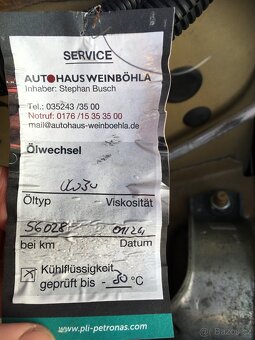 SERVICE
AUTOHAUS WEINBÖHLA
Inhaber: Stephan Busch
Tel.: 035243 /35 00
Notruf: 0176 / 15 35 35 00
mail@autohaus-weinboehla.de
Ölwechsel
0W30
Öltyp Viskosität
56028 01/24
bei km Datum
Kühlflüssigkeit
geprüft bis -30 °C
www.pli-petronas.com